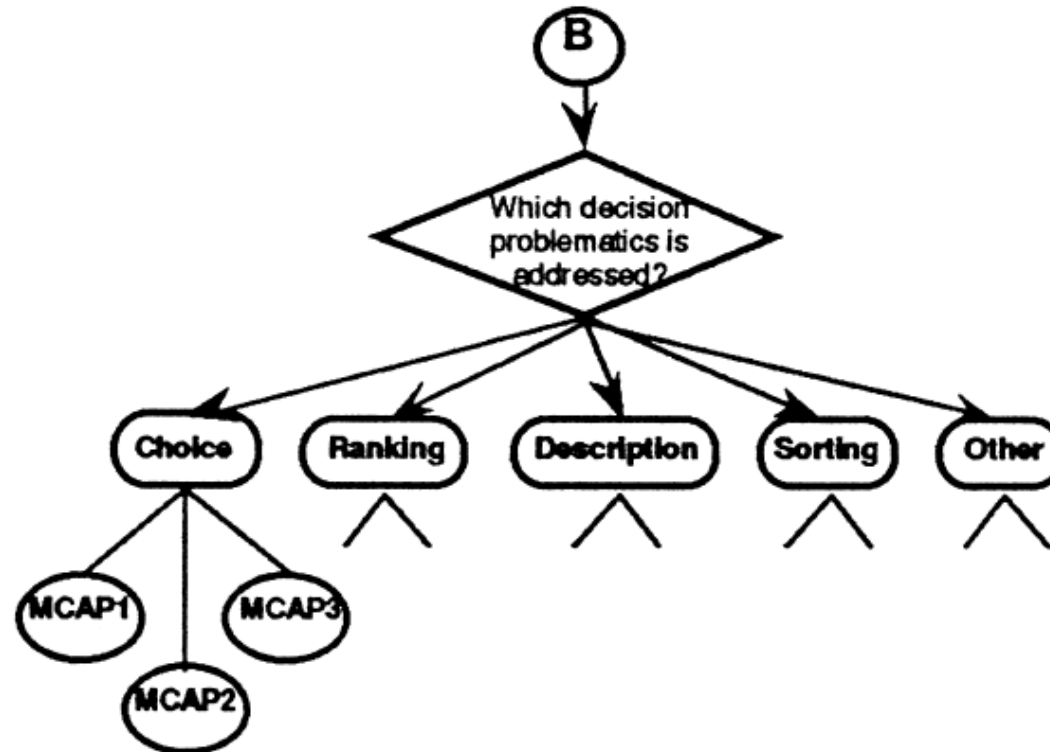 B
Which decision
problematics is
addressed?
Choice
Ranking
Description
Sorting
Other
MCAP1
MCAP3
MCAP2